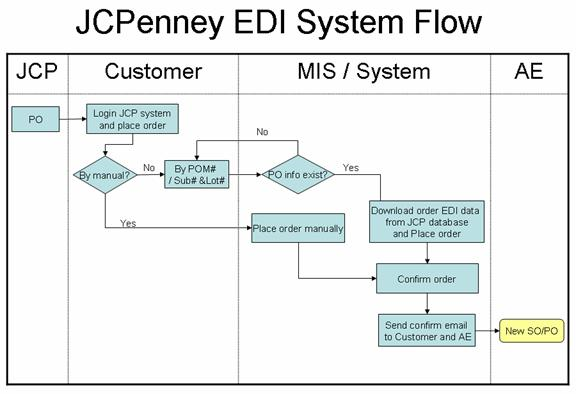 JCPenney EDI System Flow
JCP
Customer
MIS / System
AE
PO
Login JCP system
and place order
No
By manual?
No
By POM#
/ Sub# &Lot#
PO info exist?
Yes
Yes
Place order manually
Download order EDI data
from JCP database
and Place order
Confirm order
Send confirm email
to Customer and AE
New SO/PO